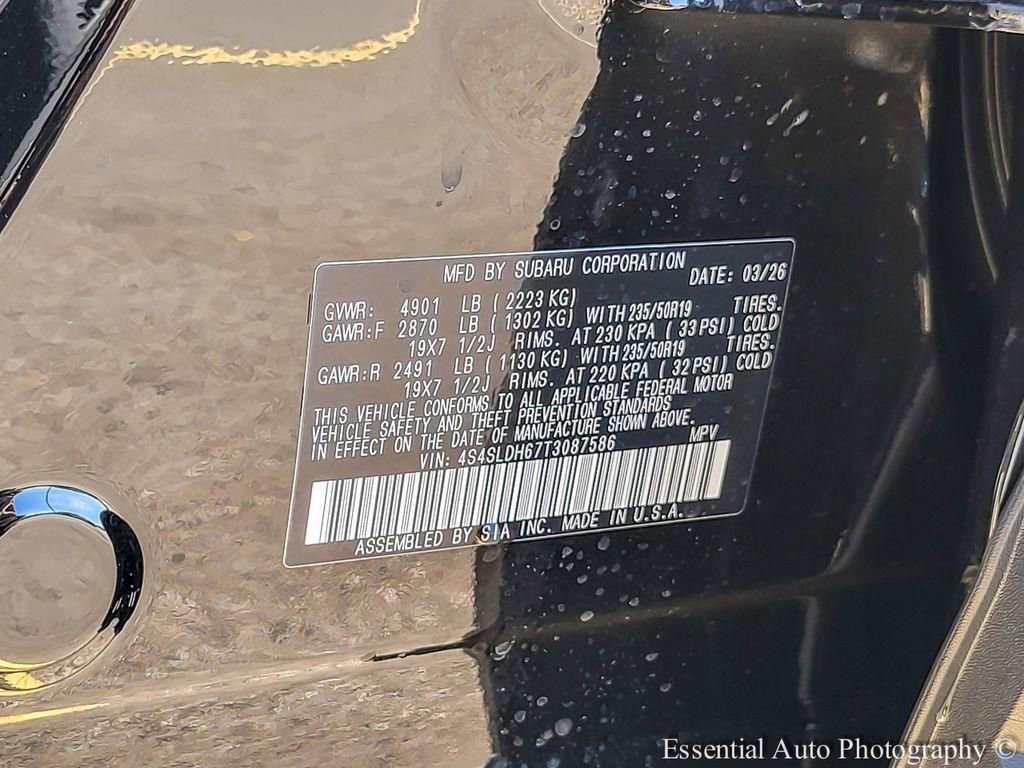 MFD BY SUBARU CORPORATION DATE: 03/26
GVWR: 4901 LB (2223 KG)
GAWR:F 2870 LB (1302 KG) WITH 235/50R19 TIRES.
19X7 1/2J RIMS. AT 230 KPA (33PSI) COLD
GAWR:R 2491 LB (1130 KG) WITH 235/50R19 TIRES.
19X7 1/2J RIMS. AT 220 KPA (32PSI) COLD
THIS VEHICLE CONFORMS TO ALL APPLICABLE FEDERAL MOTOR
VEHICLE SAFETY AND THEFT PREVENTION STANDARDS
IN EFFECT ON THE DATE OF MANUFACTURE SHOWN ABOVE.
VIN: 4S4SLDH67T3087586 MPV
ASSEMBLED BY SIA INC. MADE IN U.S.A.
Essential Auto Photography ©